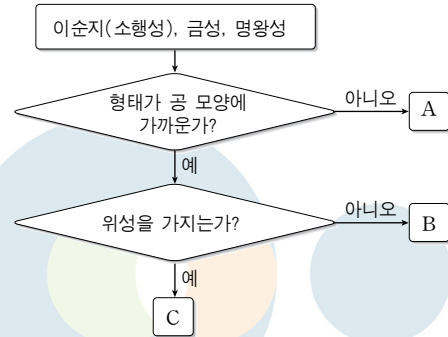 이순지(소행성), 금성, 명왕성
형태가 공 모양에
가까운가?
아니오
A
예
위성을 가지는가?
아니오
B
예
C